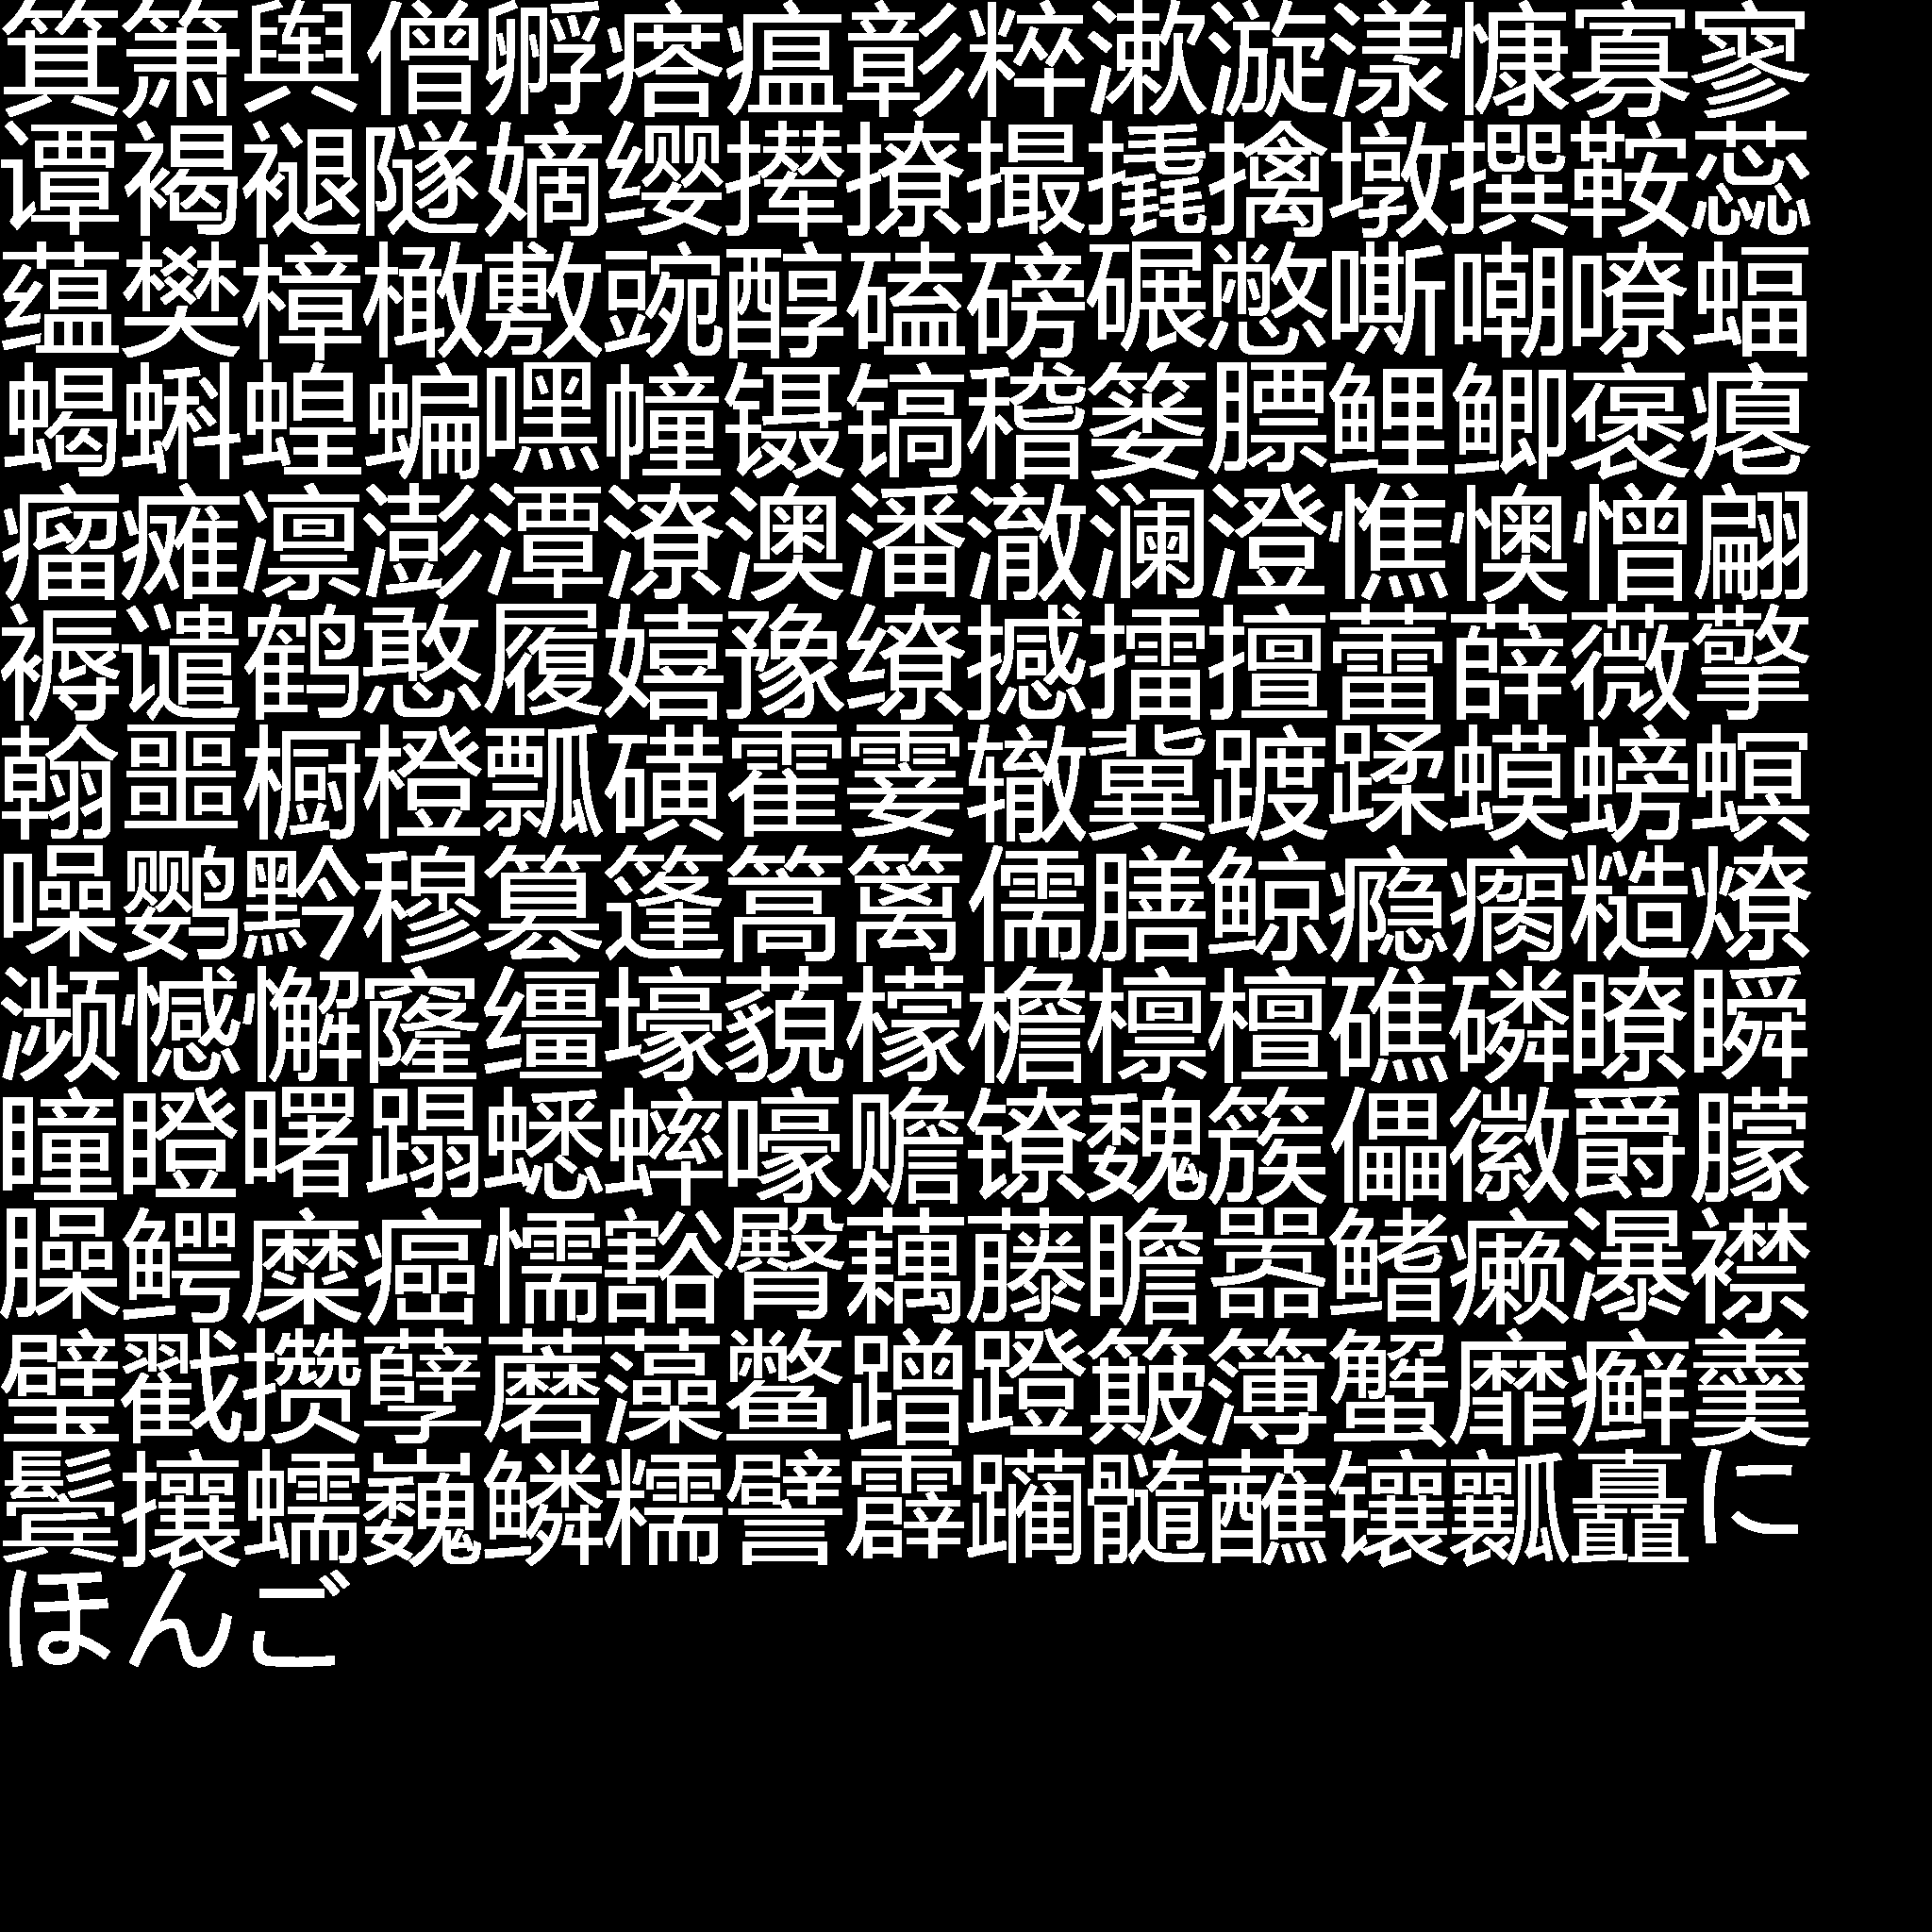 箕箫舆僧孵瘩瘟彰粹漱漩漾慷寡寥
谭褐褪隧嫡缨撵撩撮撬擒墩撰鞍蕊
蕴樊樟橄敷豌醇磕磅碾憋嘶嘲嘹蝠
蝎蝌蝗蝙嘿幢镊镐稽篓膘鲤鲫褒瘪
瘤瘫凛澎潭潦澳潘澈澜澄憔懊憎翩
褥谴鹤憨履嬉豫缭撼擂擅蕾薛薇擎
翰噩橱橙瓢磺霍霎辙冀踱蹂蟆螃螟
噪鹦黔穆篡篷篙篱儒膳鲸瘾瘸糙燎
濒憾懈窿缰壕藐檬檐檩檀礁磷瞭瞬
瞳瞪曙蹋蟋蟀嚎赡镣魏簇儡徽爵朦
臊鳄糜癌懦豁臀藕藤瞻嚣鳍癞瀑襟
璧戳攒孽蘑藻鳖蹭蹬簸簿蟹靡癣羹
鬓攘蠕巍鳞糯譬霹躏髓蘸镶瓤矗に
ほんご